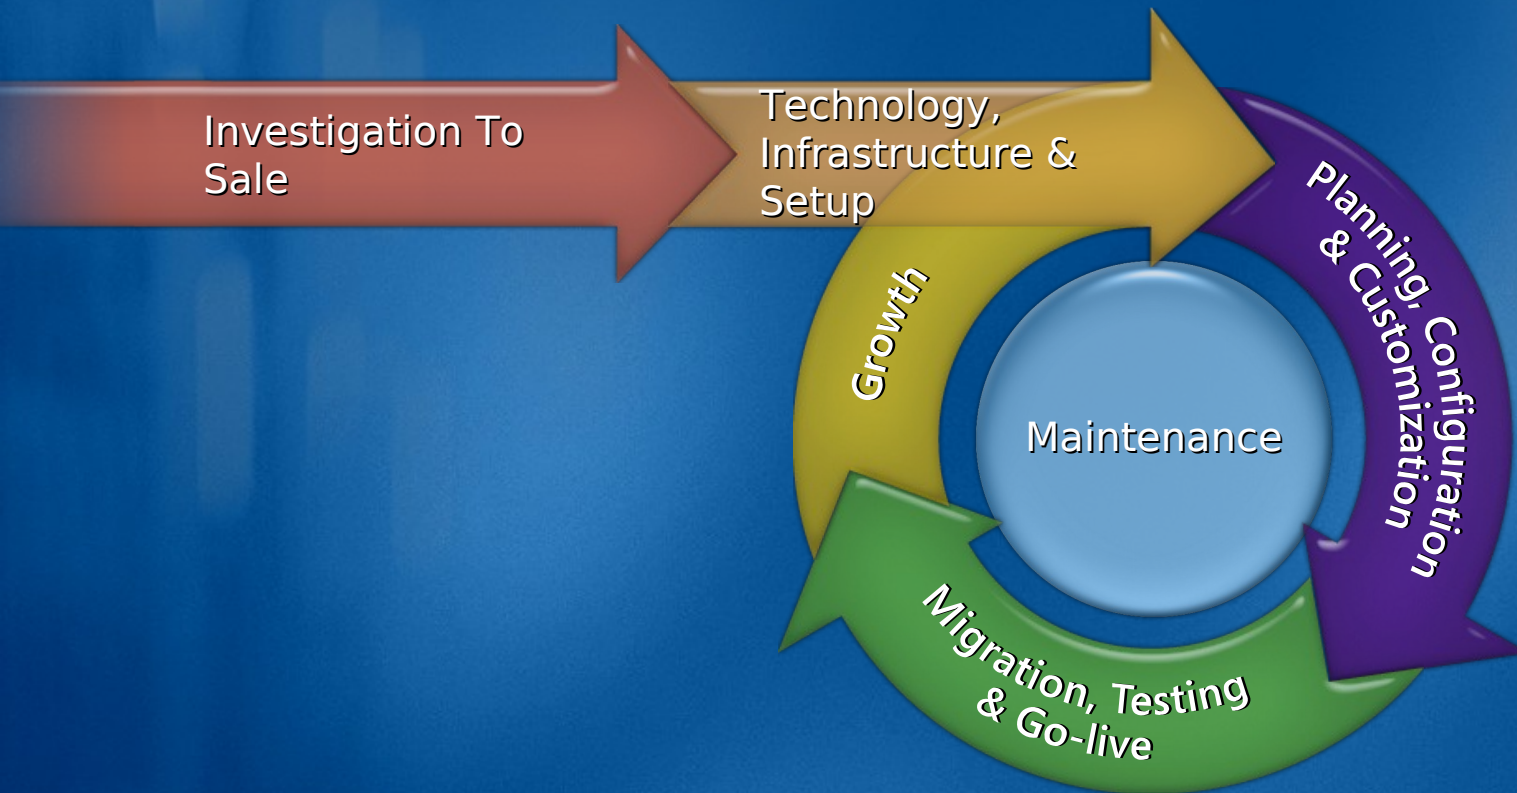 Investigation To
Sale
Technology,
Infrastructure &
Setup
Planning, Configuration
& Customization
Growth
Maintenance
Migration, Testing
& Go-live